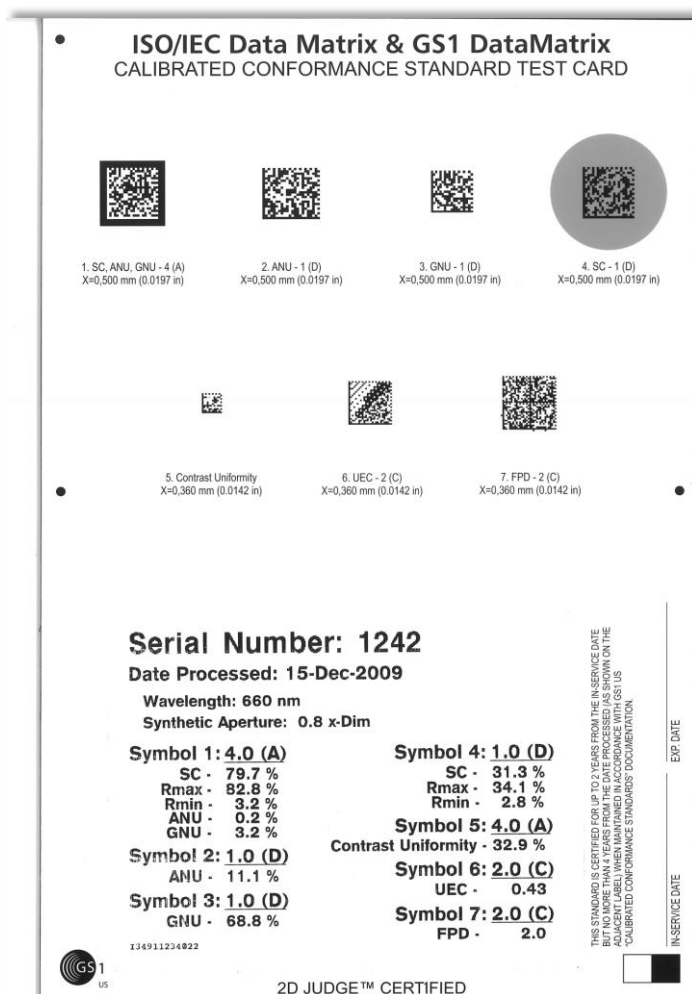 ISO/IEC Data Matrix & GS1 DataMatrix
CALIBRATED CONFORMANCE STANDARD TEST CARD
1. SC, ANU, GNU - 4 (A)
X=0,500 mm (0.0197 in)
2. ANU - 1 (D)
X=0,500 mm (0.0197 in)
3. GNU - 1 (D)
X=0,500 mm (0.0197 in)
4. SC - 1 (D)
X=0,500 mm (0.0197 in)
5. Contrast Uniformity
X=0,360 mm (0.0142 in)
6. UEC - 2 (C)
X=0,360 mm (0.0142 in)
7. FPD - 2 (C)
X=0,360 mm (0.0142 in)
Serial Number: 1242
Date Processed: 15-Dec-2009
Wavelength: 660 nm
Synthetic Aperture: 0.8 x-Dim
Symbol 1: 4.0 (A)
SC - 79.7 %
Rmax - 82.8 %
Rmin - 3.2 %
ANU - 0.2 %
GNU - 3.2 %
Symbol 2: 1.0 (D)
ANU - 11.1 %
Symbol 3: 1.0 (D)
GNU - 68.8 %
Symbol 4: 1.0 (D)
SC - 31.3 %
Rmax - 34.1 %
Rmin - 2.8 %
Symbol 5: 4.0 (A)
Contrast Uniformity - 32.9 %
Symbol 6: 2.0 (C)
UEC - 0.43
Symbol 7: 2.0 (C)
FPD - 2.0
THIS STANDARD IS CERTIFIED FOR UP TO 2 YEARS FROM THE IN-SERVICE DATE
BUT NO MORE THAN 4 YEARS FROM THE DATE PROCESSED (AS SHOWN ON THE
ADJACENT LABEL) WHEN MAINTAINED IN ACCORDANCE WITH GS1 US
"CALIBRATED CONFORMANCE STANDARDS" DOCUMENTATION.
IN-SERVICE DATE
EXP. DATE
I34911234022
GS1
1
US
2D JUDGE™ CERTIFIED